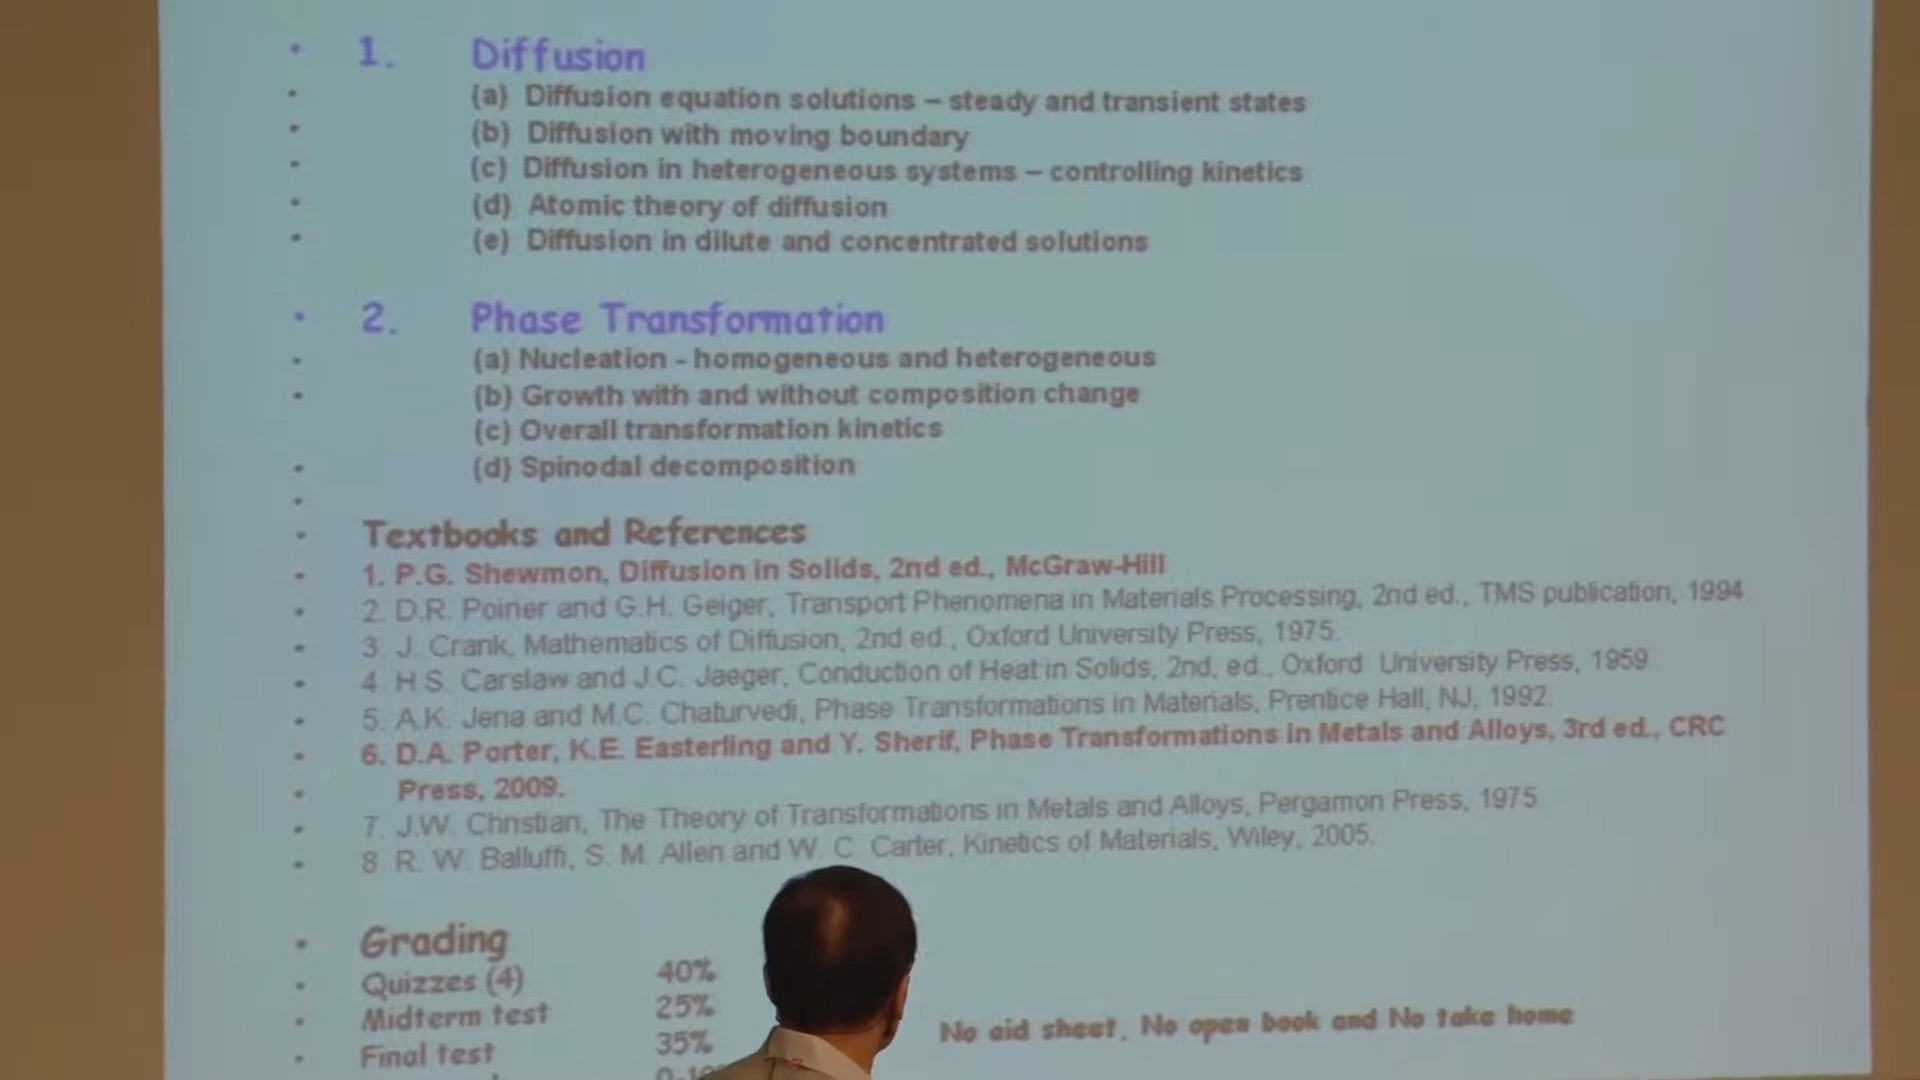 • 1. Diffusion
• (a) Diffusion equation solutions – steady and transient states
• (b) Diffusion with moving boundary
• (c) Diffusion in heterogeneous systems – controlling kinetics
• (d) Atomic theory of diffusion
• (e) Diffusion in dilute and concentrated solutions
• 2. Phase Transformation
• (a) Nucleation - homogeneous and heterogeneous
• (b) Growth with and without composition change
(c) Overall transformation kinetics
• (d) Spinodal decomposition
•
• Textbooks and References
• 1. P.G. Shewmon, Diffusion in Solids, 2nd ed., McGraw-Hill
• 2. D.R. Poirier and G.H. Geiger, Transport Phenomena in Materials Processing, 2nd ed., TMS publication, 1994
• 3. J. Crank, Mathematics of Diffusion, 2nd ed., Oxford University Press, 1975.
• 4 H.S. Carslaw and J.C. Jaeger, Conduction of Heat in Solids, 2nd, ed., Oxford University Press, 1959
• 5. A.K. Jena and M.C. Chaturvedi, Phase Transformations in Materials, Prentice Hall, NJ, 1992.
• 6. D.A. Porter, K.E. Easterling and Y. Sherif, Phase Transformations in Metals and Alloys, 3rd ed., CRC
• Press, 2009.
• 7. J.W. Christian, The Theory of Transformations in Metals and Alloys, Pergamon Press, 1975
• 8 R. W. Balluffi, S. M. Allen and W. C. Carter, Kinetics of Materials, Wiley, 2005.
• Grading
• Quizzes (4) 40%
• Midterm test 25%
• Final test 35%
No aid sheet, No open book and No take home